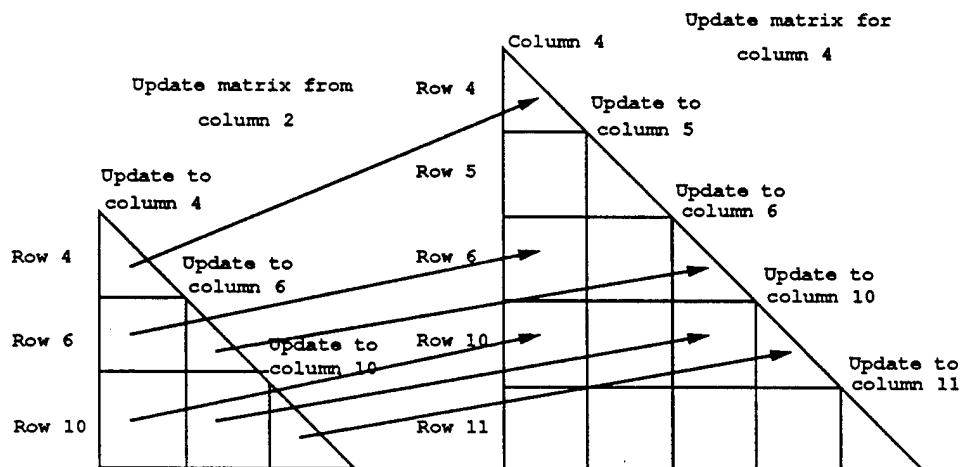 Update matrix from
column 2
Update to
column 4
Row 4
Update to
column 6
Row 6
Update to
column 10
Row 10
Update matrix for
column 4
Column 4
Row 4
Update to
column 5
Row 5
Update to
column 6
Row 6
Update to
column 10
Row 10
Update to
column 11
Row 11